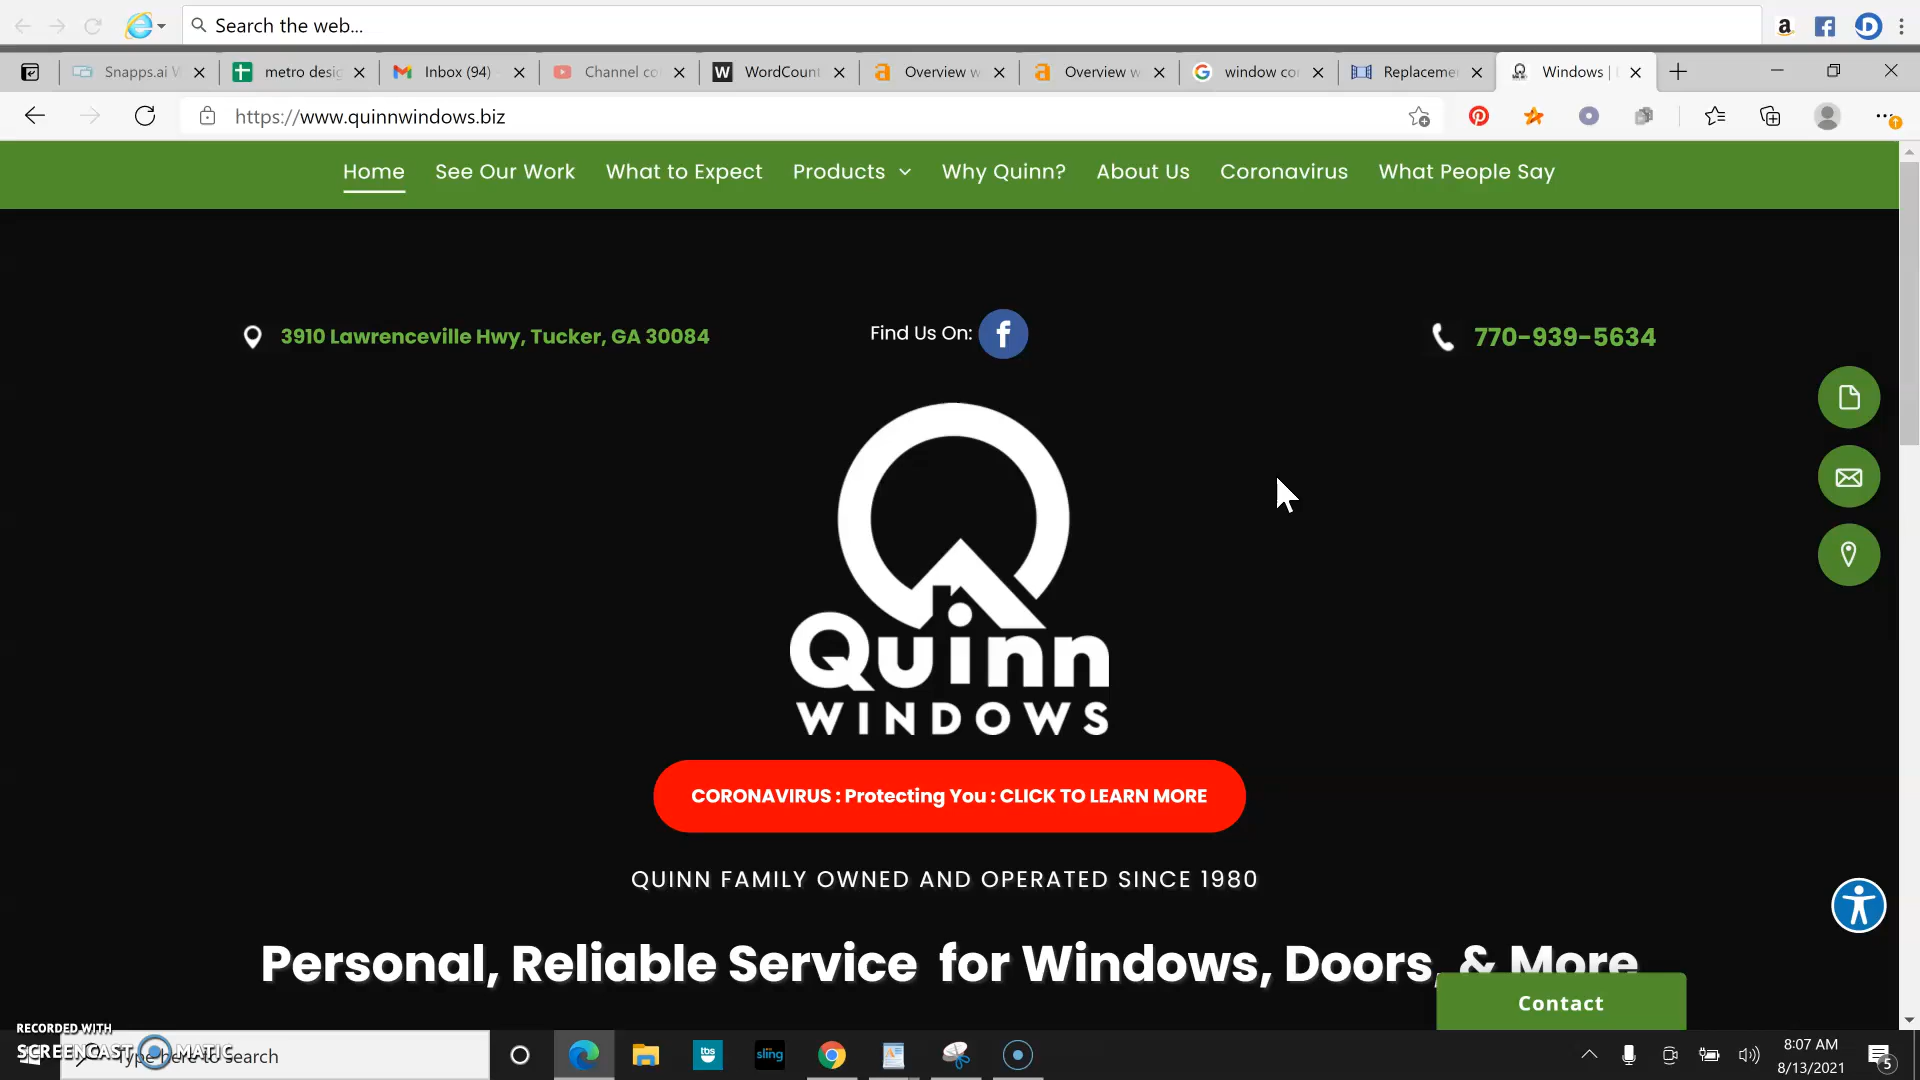 Search the web...
Snapps.ai W
metro desig
Inbox (94)
Channel co
WordCount
Overview w
Overview w
window co
Replaceme
Windows |
https://www.quinnwindows.biz
Home
See Our Work
What to Expect
Products
Why Quinn?
About Us
Coronavirus
What People Say
3910 Lawrenceville Hwy, Tucker, GA 30084
Find Us On:
770-939-5634
Quinn
WINDOWS
CORONAVIRUS : Protecting You : CLICK TO LEARN MORE
QUINN FAMILY OWNED AND OPERATED SINCE 1980
Personal, Reliable Service for Windows, Doors, & More
Contact
RECORDED WITH
SCREENCAST MATIC
Type here to search
tbs
sling
8:07 AM
8/13/2021
5